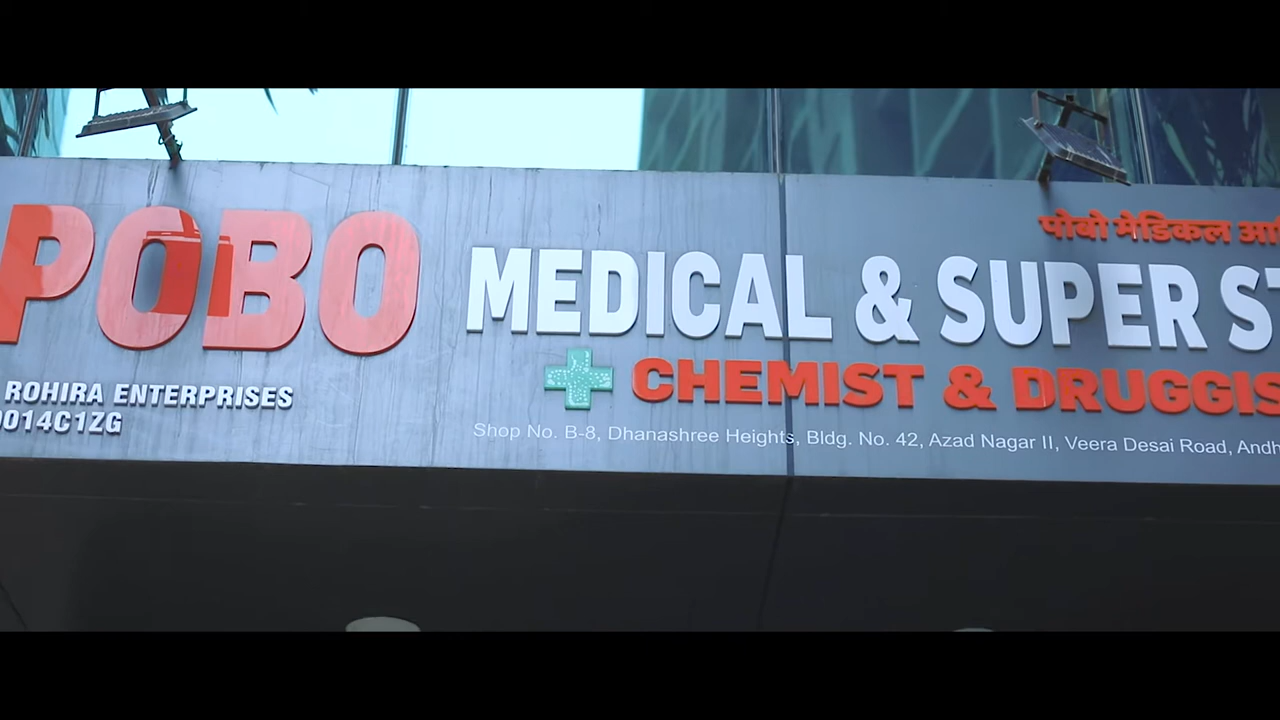 POBO
पोबो मेडिकल
MEDICAL & SUPER
CHEMIST & DRUGGIS
ROHIRA ENTERPRISES
0014C1ZG
Shop No. B-8, Dhanashree Heights, Bldg. No. 42, Azad Nagar II, Veera Desai Road, Andh